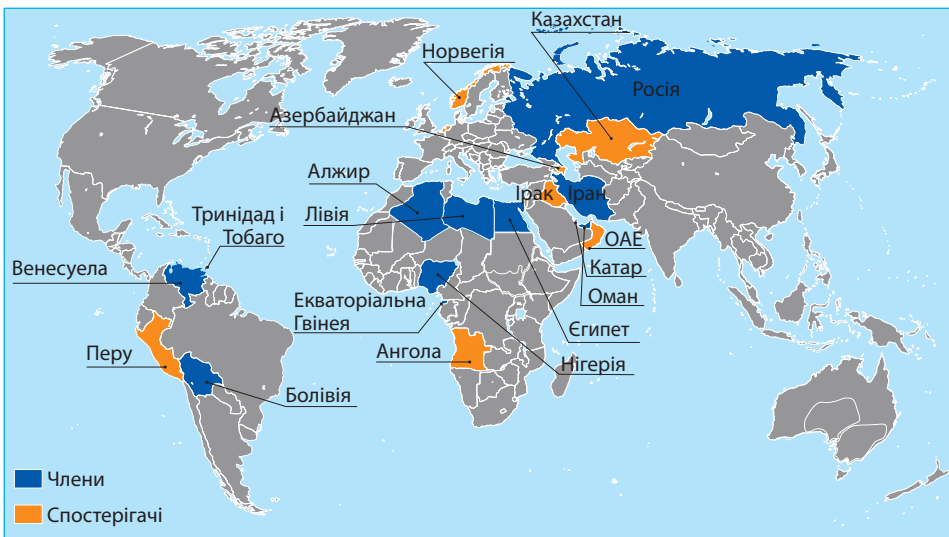 Казахстан
Норвегія
Росія
Азербайджан
Алжир
Ірак
Іран
Лівія
Тринідад і
Тобаго
ОАЕ
Венесуела
Катар
Екваторіальна
Гвінея
Оман
Єгипет
Перу
Ангола
Нігерія
Болівія
Члени
Спостерігачі